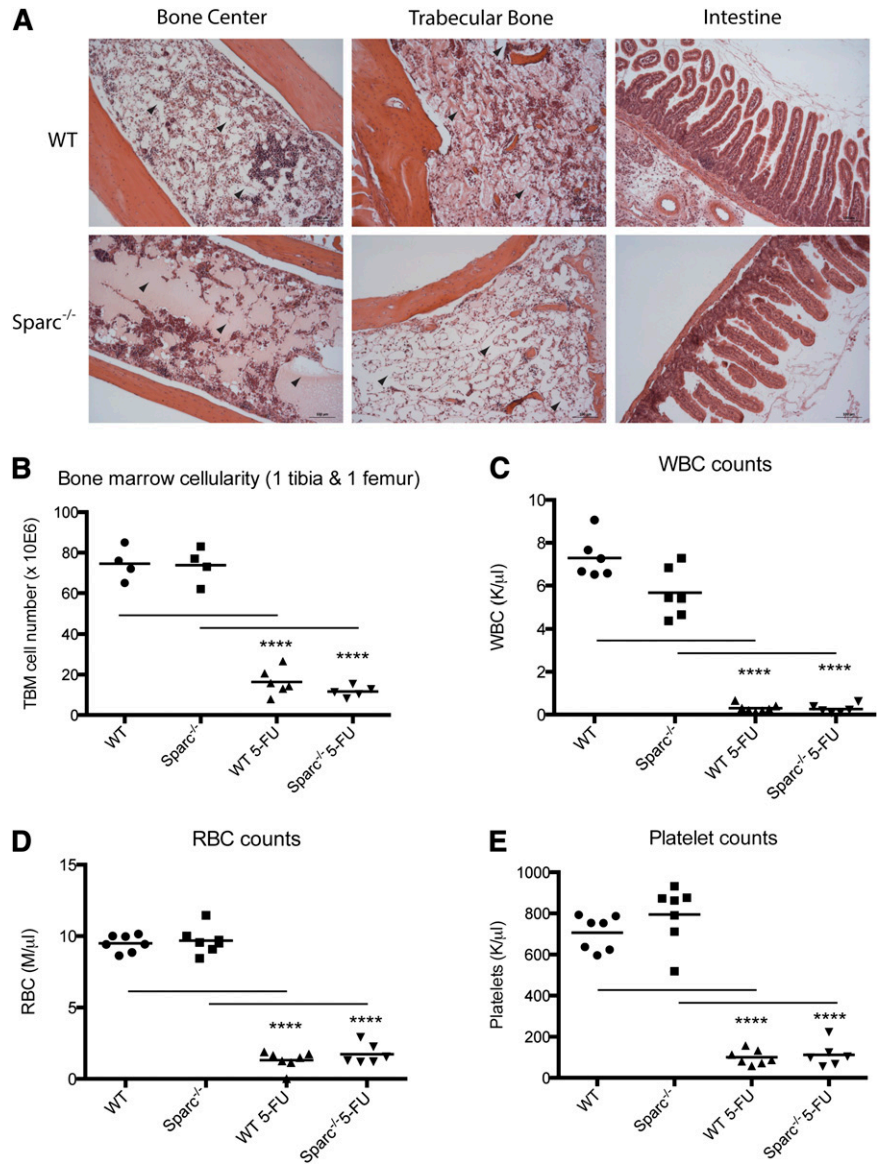 A
Bone Center
Trabecular Bone
Intestine
WT
Sparc⁻/⁻
B
Bone marrow cellularity (1 tibia & 1 femur)
TBM cell number (x 10E6)
100
80
60
40
20
0
****
****
WT
Sparc⁻/⁻
WT 5-FU
Sparc⁻/⁻ 5-FU
C
WBC counts
WBC (K/µl)
10
8
6
4
2
0
****
****
WT
Sparc⁻/⁻
WT 5-FU
Sparc⁻/⁻ 5-FU
D
RBC counts
RBC (M/µl)
15
10
5
0
****
****
WT
Sparc⁻/⁻
WT 5-FU
Sparc⁻/⁻ 5-FU
E
Platelet counts
Platelets (K/µl)
1000
800
600
400
200
0
****
****
WT
Sparc⁻/⁻
WT 5-FU
Sparc⁻/⁻ 5-FU